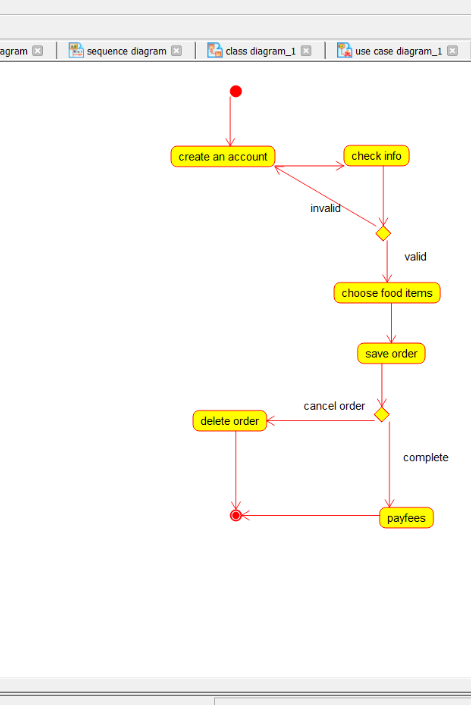 agram
sequence diagram
class diagram_1
use case diagram_1
create an account
check info
invalid
valid
choose food items
save order
cancel order
delete order
complete
payfees